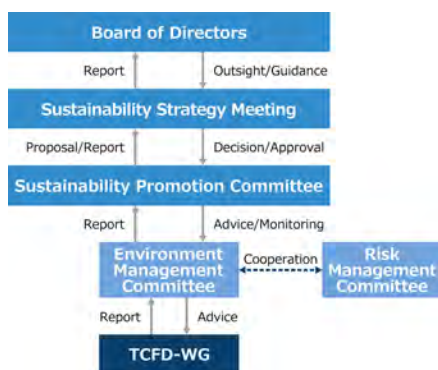 Board of Directors
Report
Outsight/Guidance
Sustainability Strategy Meeting
Proposal/Report
Decision/Approval
Sustainability Promotion Committee
Report
Advice/Monitoring
Environment
Management
Committee
Cooperation
Risk
Management
Committee
Report
Advice
TCFD-WG